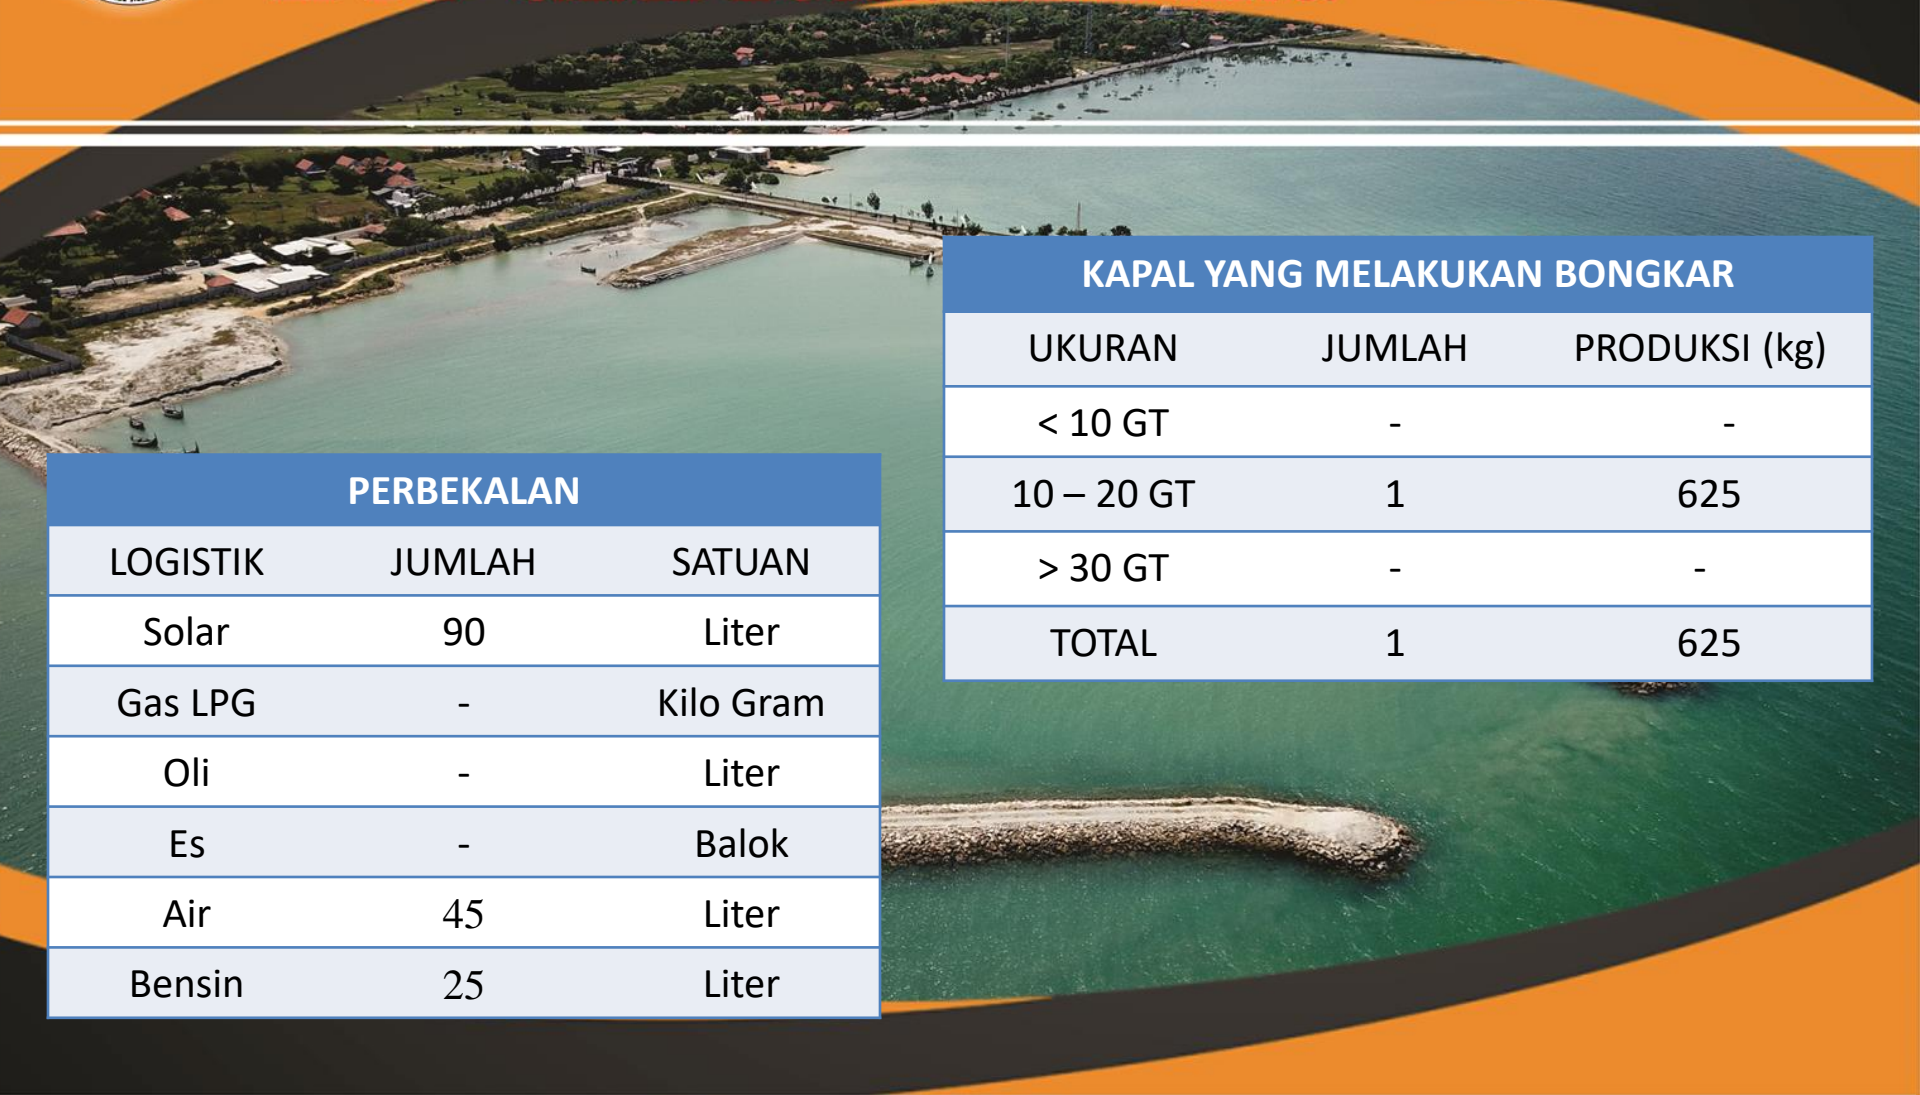 KAPAL YANG MELAKUKAN BONGKAR
UKURAN JUMLAH PRODUKSI (kg)
< 10 GT - -
10 – 20 GT 1 625
> 30 GT - -
TOTAL 1 625
PERBEKALAN
LOGISTIK JUMLAH SATUAN
Solar 90 Liter
Gas LPG - Kilo Gram
Oli - Liter
Es - Balok
Air 45 Liter
Bensin 25 Liter